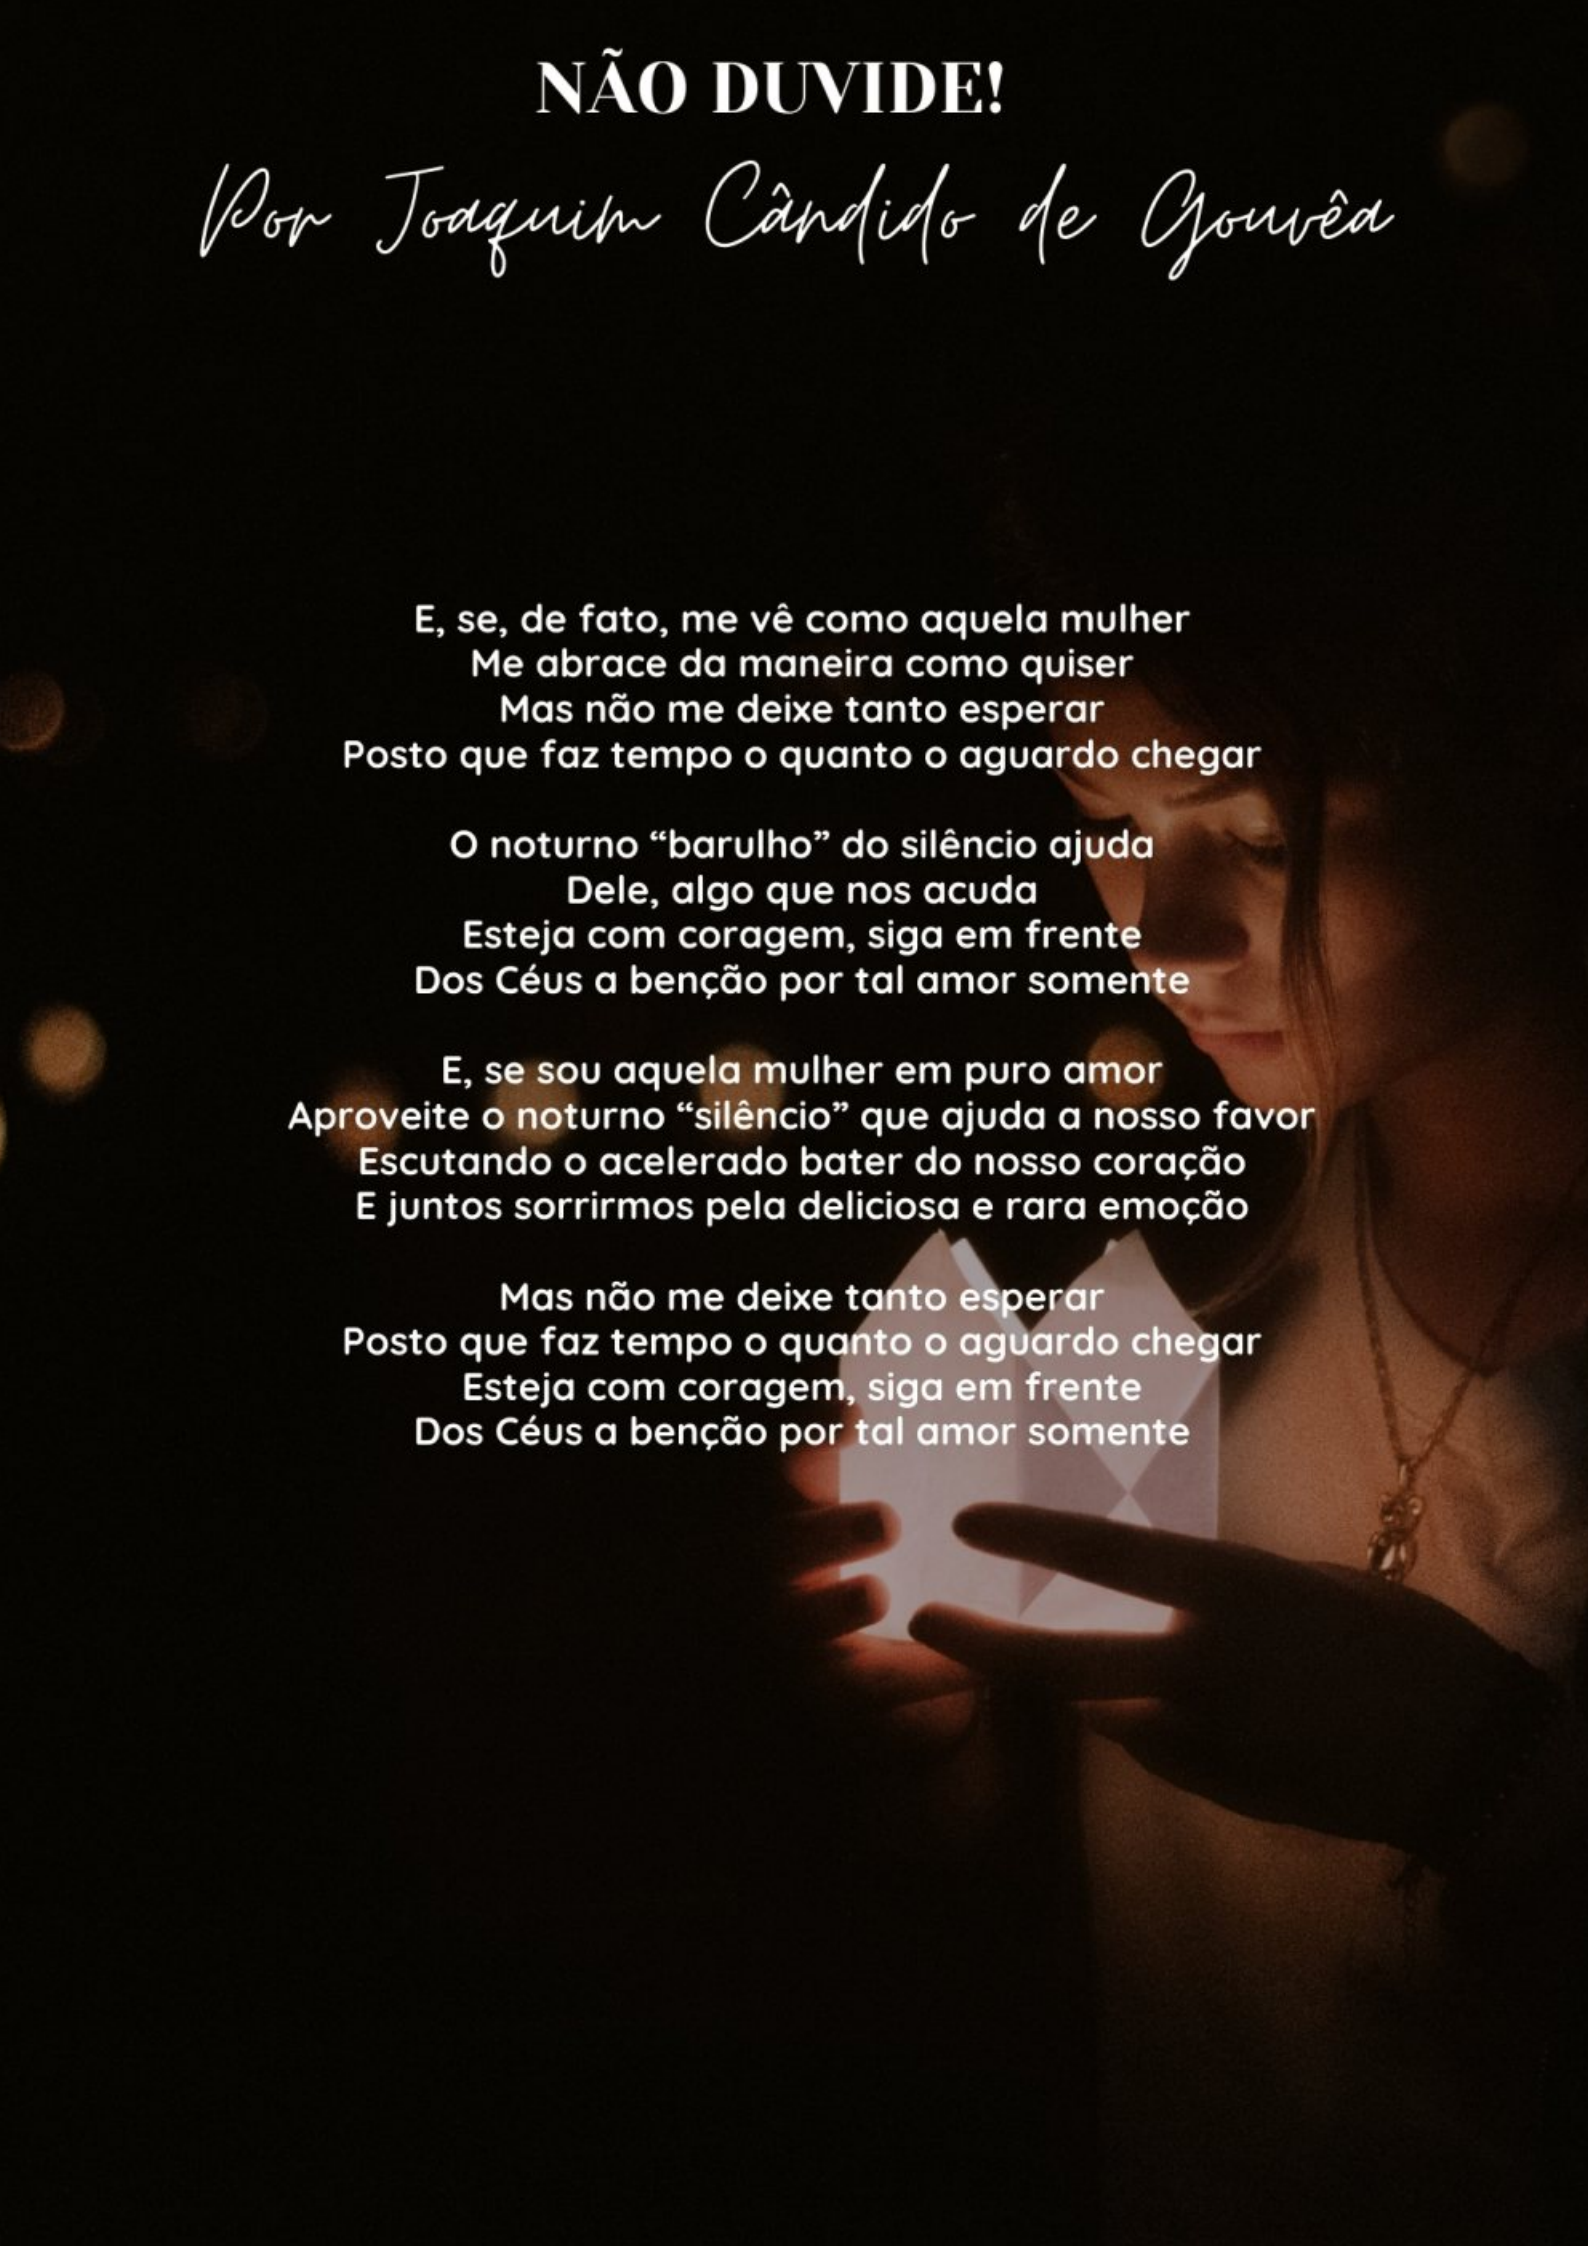 NÃO DUVIDE!
Por Joaquim Cândido de Gouvêa
E, se, de fato, me vê como aquela mulher
Me abrace da maneira como quiser
Mas não me deixe tanto esperar
Posto que faz tempo o quanto o aguardo chegar
O noturno “barulho” do silêncio ajuda
Dele, algo que nos acuda
Esteja com coragem, siga em frente
Dos Céus a benção por tal amor somente
E, se sou aquela mulher em puro amor
Aproveite o noturno “silêncio” que ajuda a nosso favor
Escutando o acelerado bater do nosso coração
E juntos sorrirmos pela deliciosa e rara emoção
Mas não me deixe tanto esperar
Posto que faz tempo o quanto o aguardo chegar
Esteja com coragem, siga em frente
Dos Céus a benção por tal amor somente